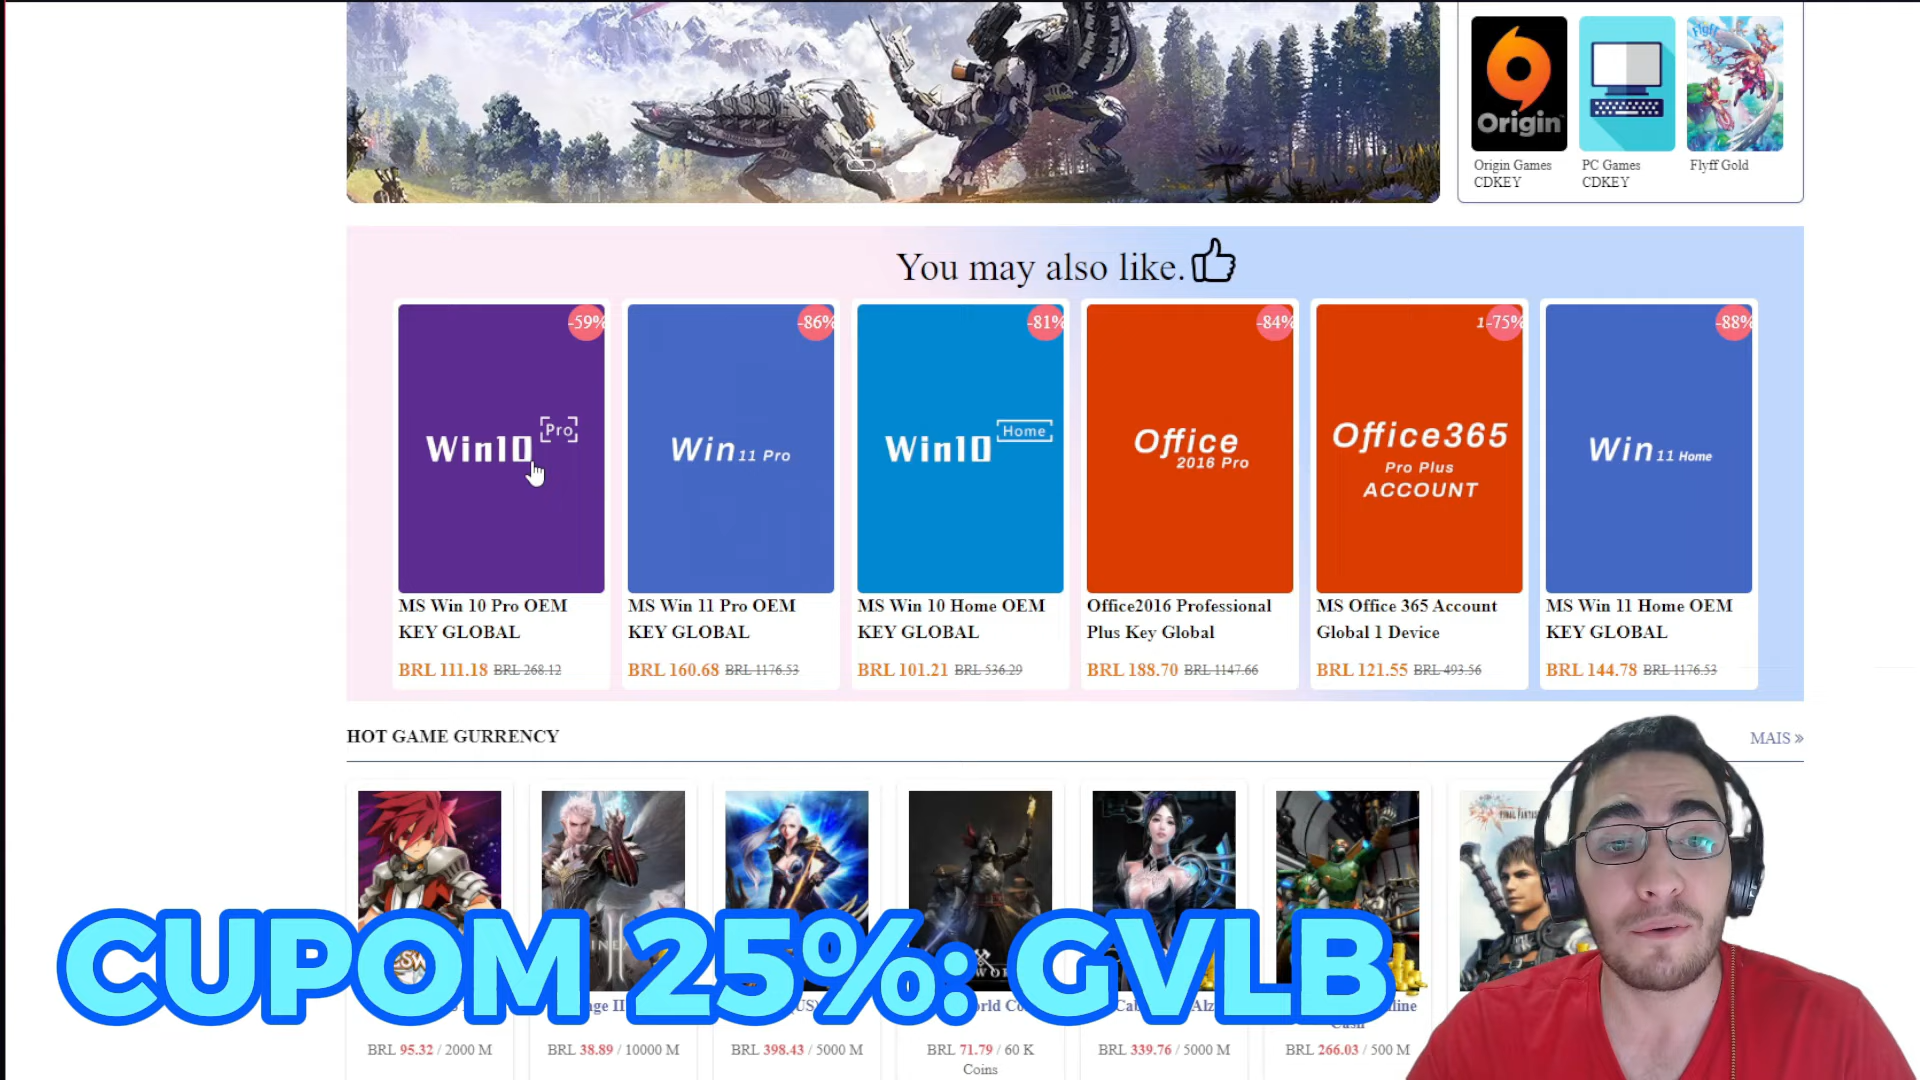 Origin
Origin Games
CDKEY
PC Games
CDKEY
Flyff Gold
You may also like.
-59%
-86%
-81%
-84%
-75%
-88%
Win10 Pro
Win 11 Pro
Win10 Home
Office
2016 Pro
Office365
Pro Plus
ACCOUNT
Win 11 Home
MS Win 10 Pro OEM
KEY GLOBAL
BRL 111.18 BRL 268.12
MS Win 11 Pro OEM
KEY GLOBAL
BRL 160.68 BRL 1176.53
MS Win 10 Home OEM
KEY GLOBAL
BRL 101.21 BRL 536.29
Office2016 Professional
Plus Key Global
BRL 188.70 BRL 1147.66
MS Office 365 Account
Global 1 Device
BRL 121.55 BRL 493.56
MS Win 11 Home OEM
KEY GLOBAL
BRL 144.78 BRL 1176.53
HOT GAME GURRENCY
MAIS »
CUPOM 25%: GVLB
BRL 95.32 / 2000 M
BRL 38.89 / 10000 M
BRL 398.43 / 5000 M
BRL 71.79 / 60 K
Coins
BRL 339.76 / 5000 M
BRL 266.03 / 500 M